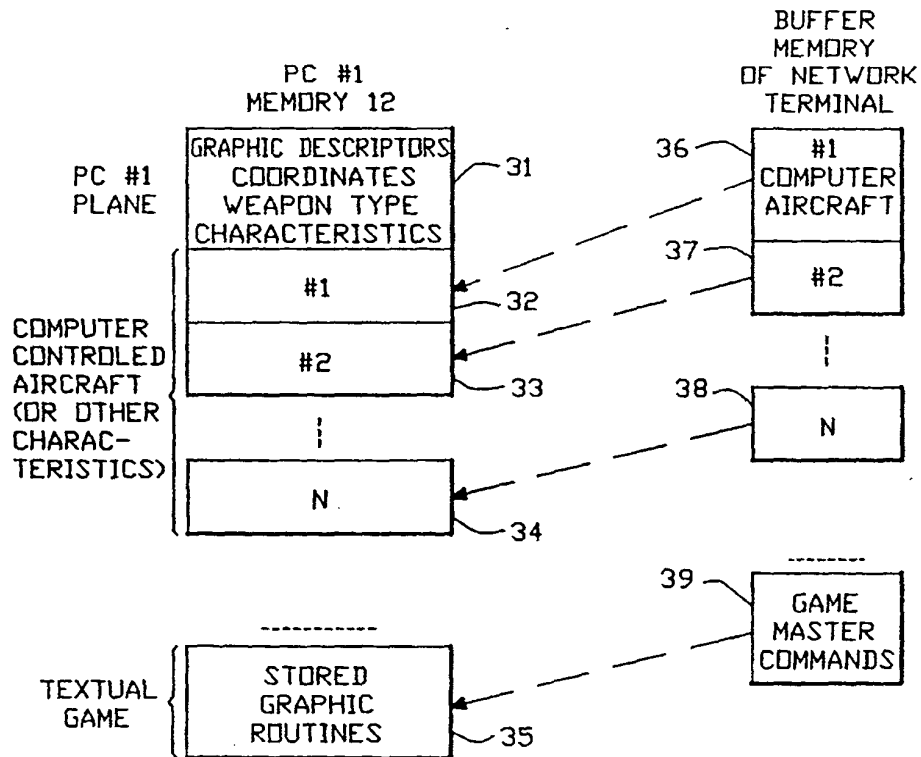 PC #1
MEMORY 12
BUFFER
MEMORY
OF NETWORK
TERMINAL
PC #1
PLANE
GRAPHIC DESCRIPTORS
COORDINATES
WEAPON TYPE
CHARACTERISTICS
31
36
#1
COMPUTER
AIRCRAFT
37
#2
COMPUTER
CONTROLED
AIRCRAFT
(OR OTHER
CHARAC-
TERISTICS)
#1
32
#2
33
38
N
N
34
39
GAME
MASTER
COMMANDS
TEXTUAL
GAME
STORED
GRAPHIC
ROUTINES
35